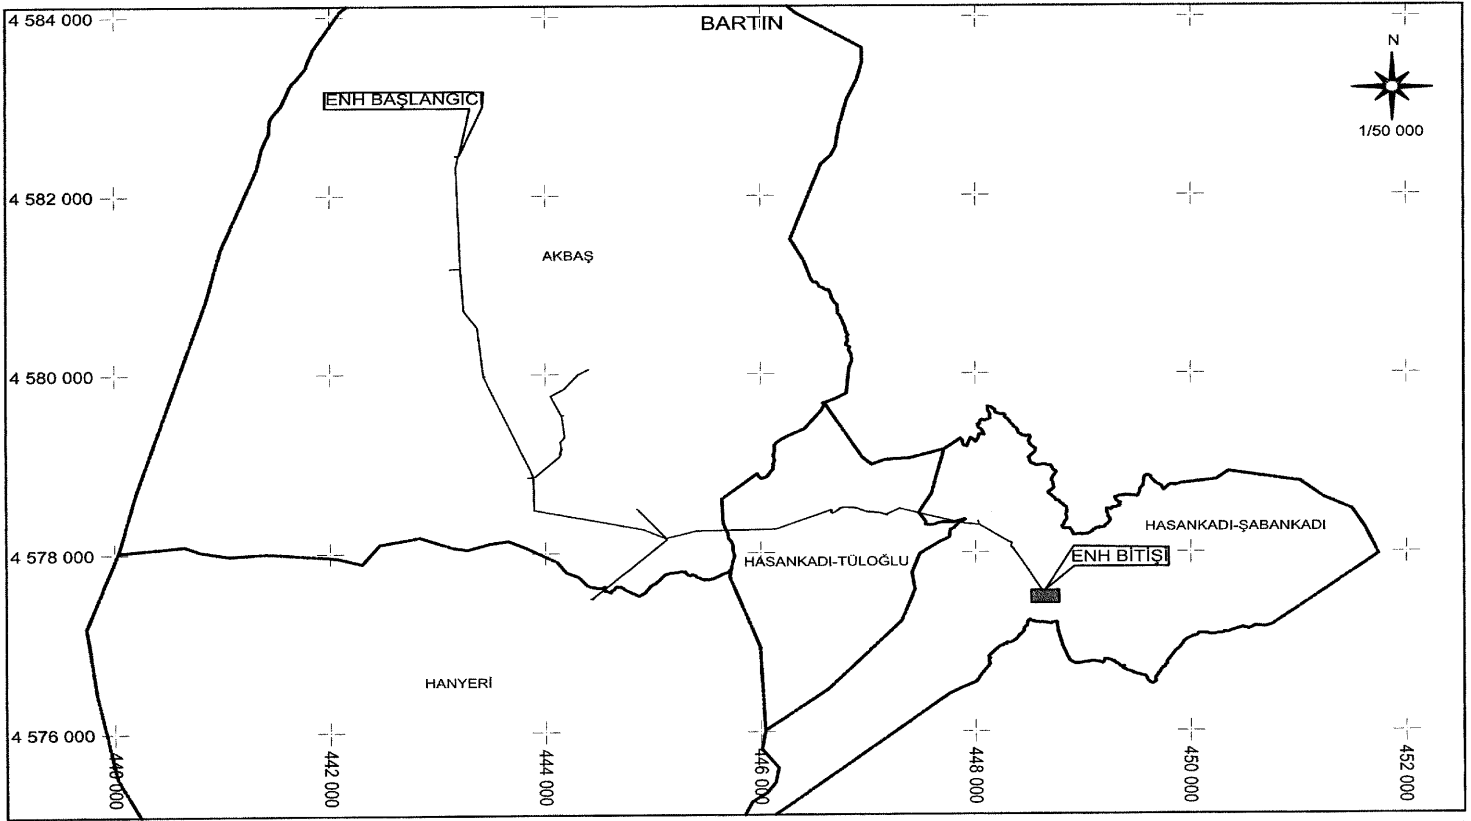 4 584 000
BARTIN
N
1/50 000
ENH BAŞLANGIÇ
4 582 000
AKBAŞ
4 580 000
4 578 000
HASANKADI-TÜLOĞLU
HASANKADI-ŞABANKADI
ENH BİTİŞİ
HANYERİ
4 576 000
440 000
442 000
444 000
446 000
448 000
450 000
452 000